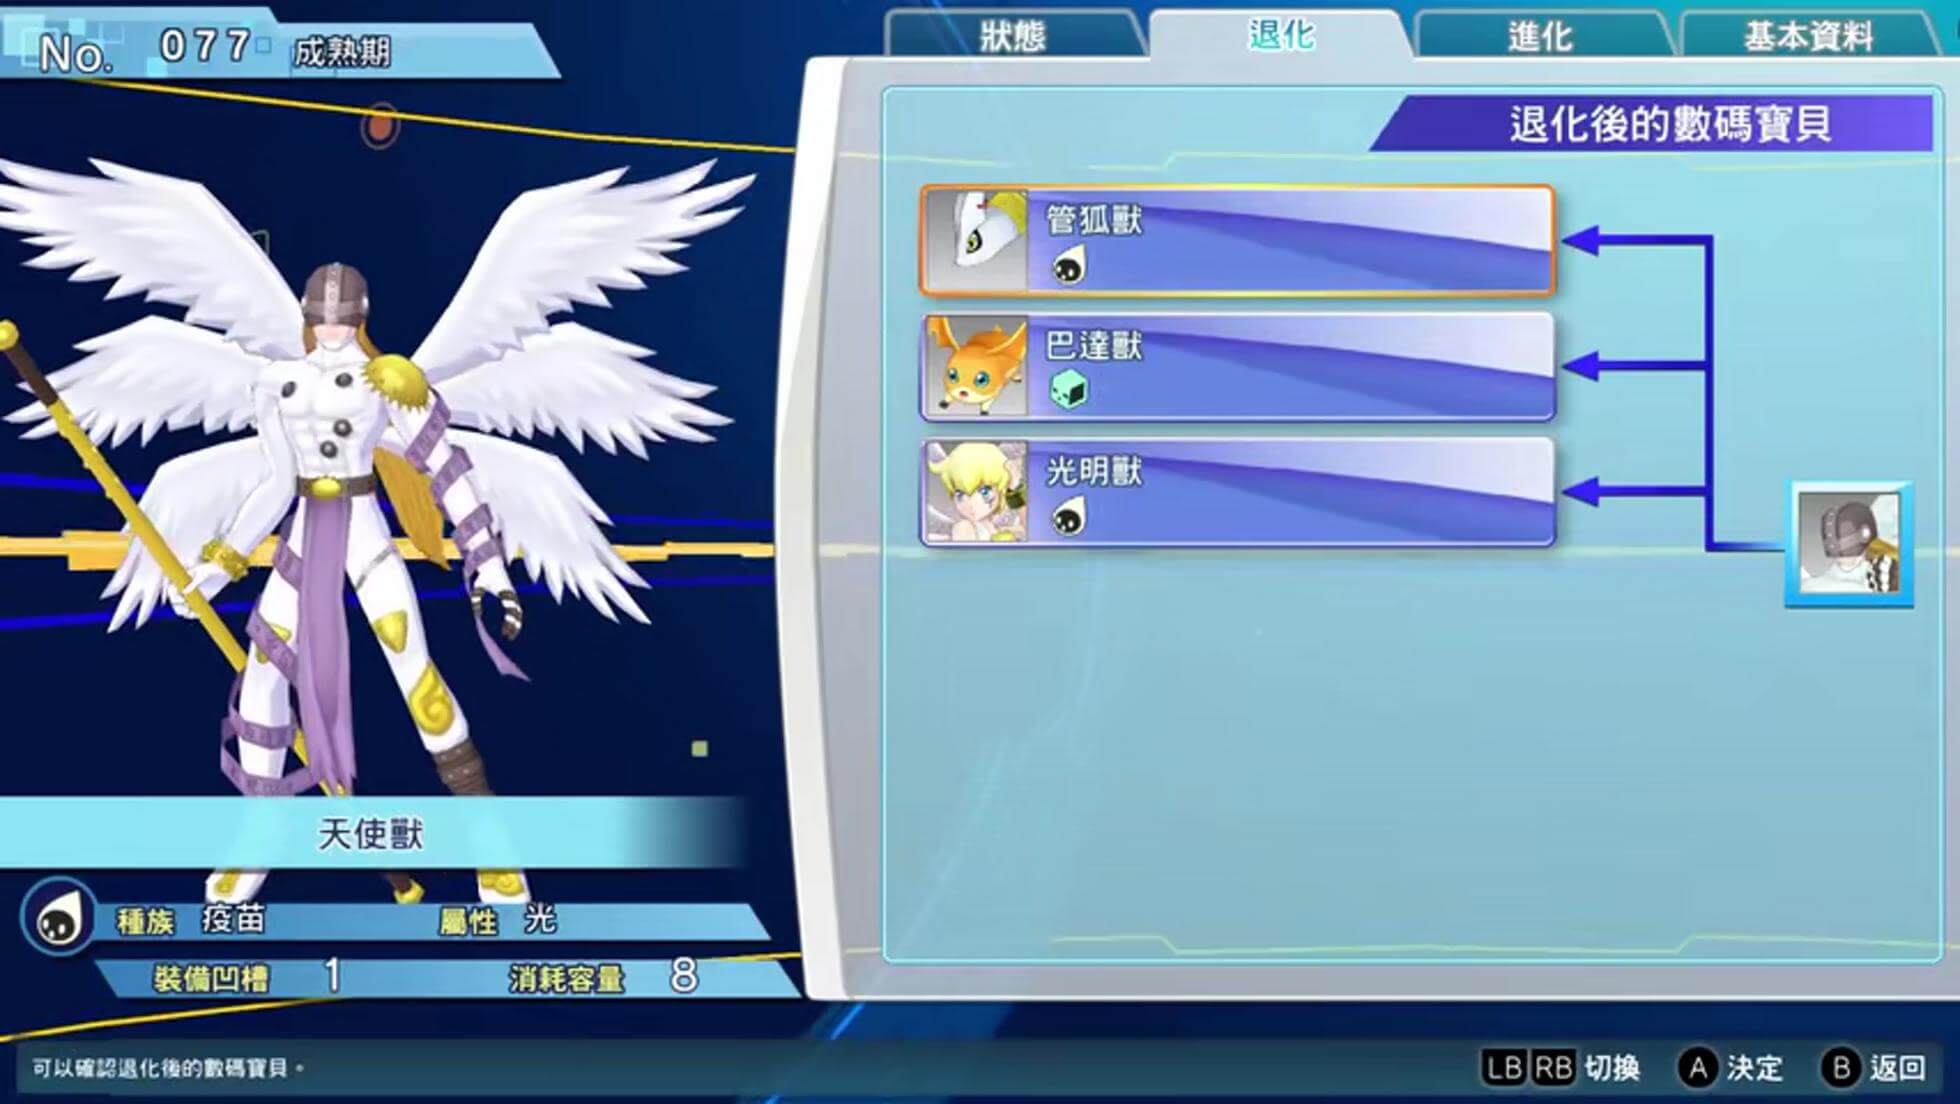 No. 077 成熟期
狀態 退化 進化 基本資料
退化後的數碼寶貝
管狐獸
巴達獸
光明獸
天使獸
種族 疫苗 屬性 光
裝備凹槽 1 消耗容量 8
可以確認退化後的數碼寶貝。
LB RB 切換 A 決定 B 返回